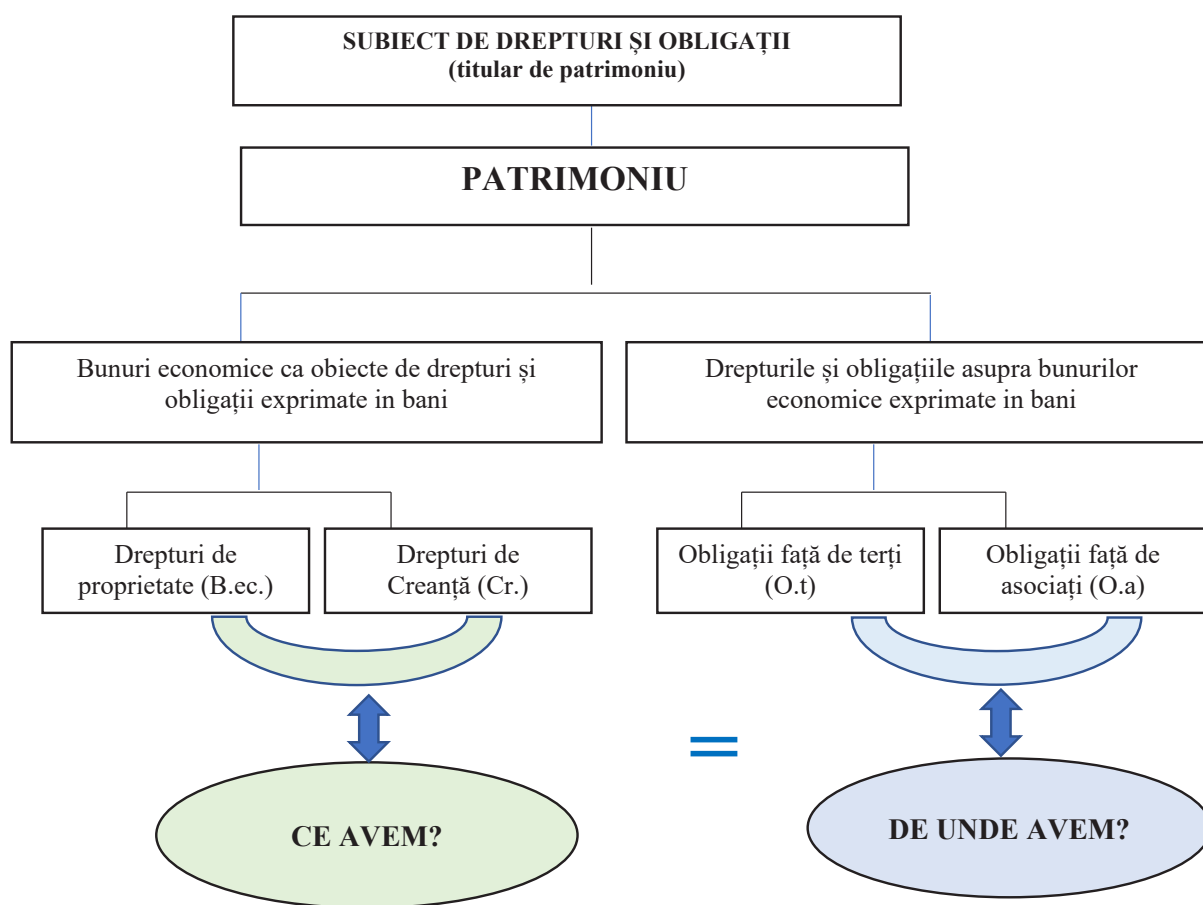 SUBIECT DE DREPTURI ȘI OBLIGAȚII
(titular de patrimoniu)
PATRIMONIU
Bunuri economice ca obiecte de drepturi și
obligații exprimate in bani
Drepturile și obligațiile asupra bunurilor
economice exprimate in bani
Drepturi de
proprietate (B.ec.)
Drepturi de
Creanță (Cr.)
Obligații față de terți
(O.t)
Obligații față de
asociați (O.a)
=
CE AVEM?
DE UNDE AVEM?